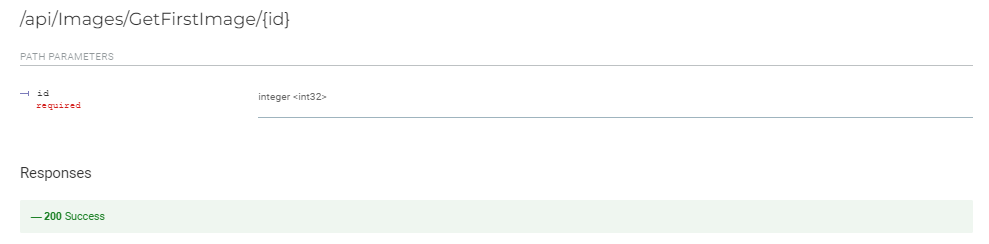 /api/Images/GetFirstImage/{id}
PATH PARAMETERS
id
required
integer <int32>
Responses
— 200 Success